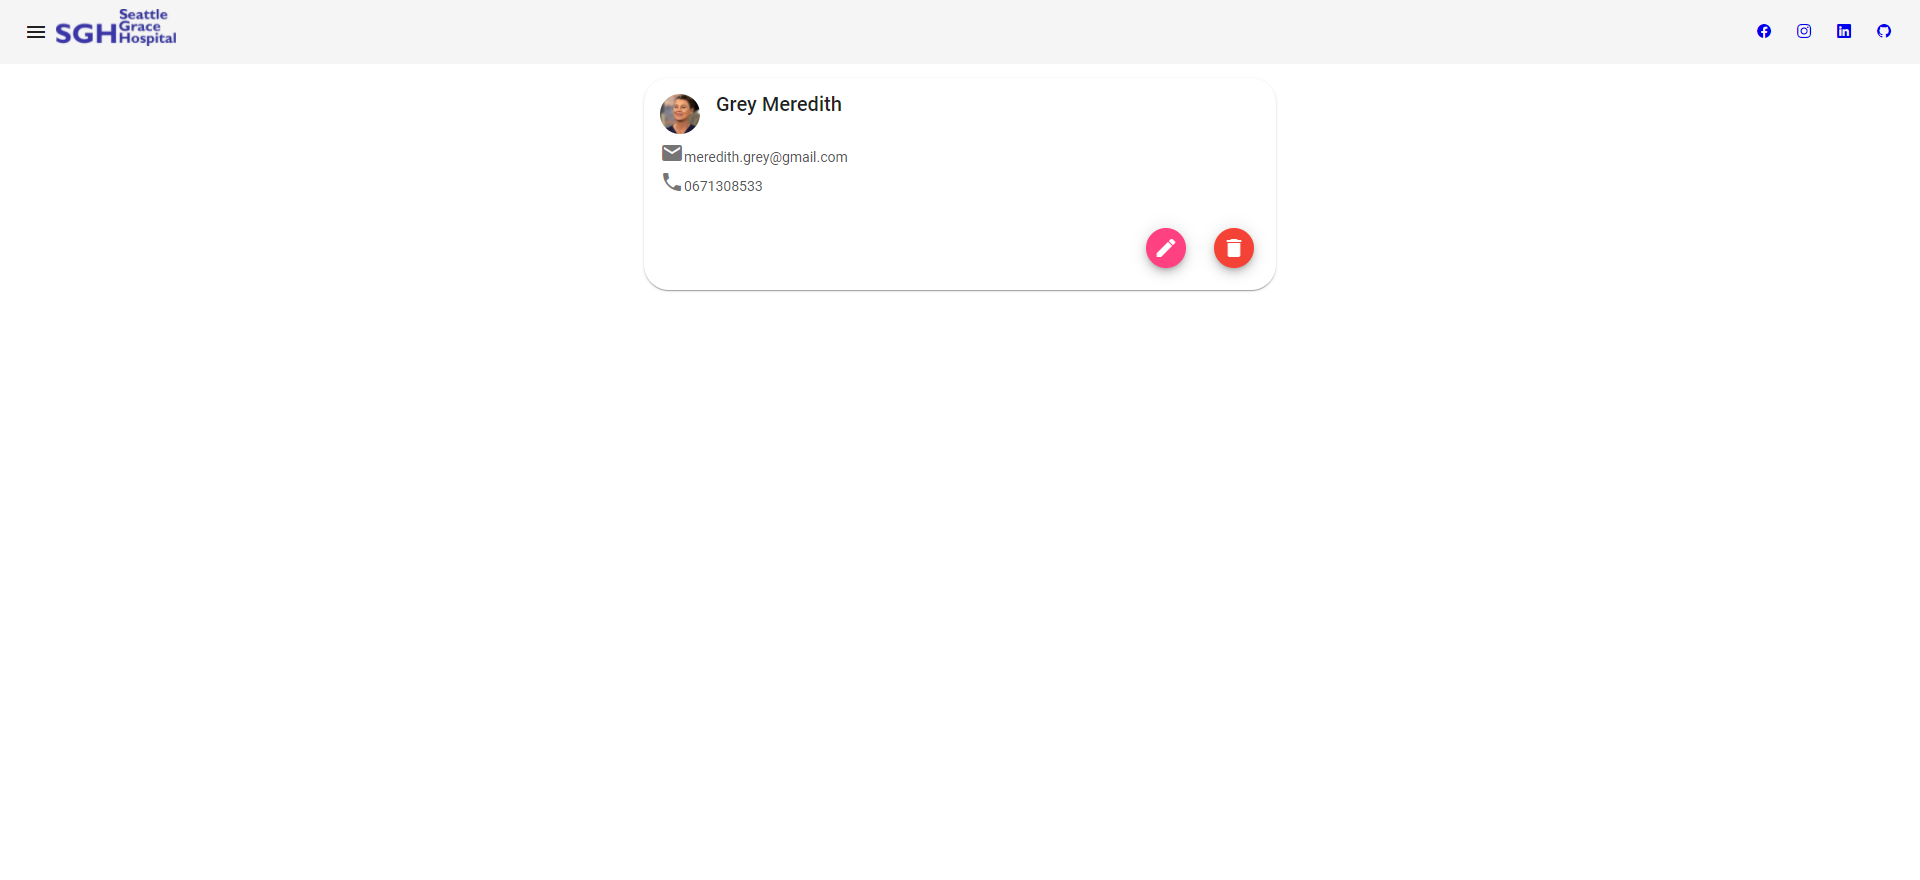 SGH Seattle
Grace
Hospital
Grey Meredith
meredith.grey@gmail.com
0671308533